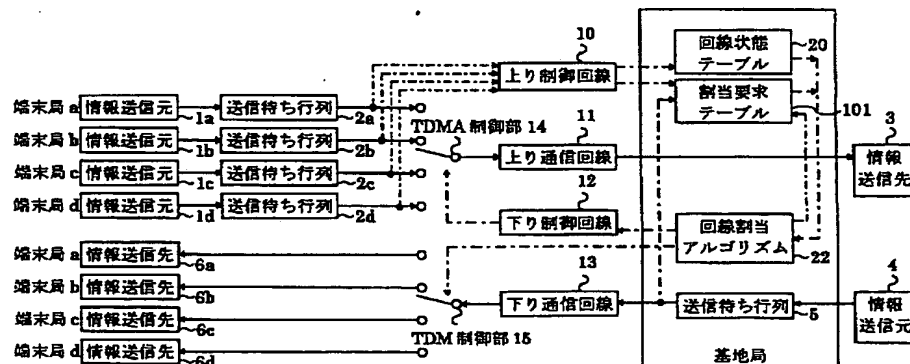 10
上り制御回線
回線状態
テーブル
20
割当要求
テーブル
101
端末局 a 情報送信元 1a 送信待ち行列 2a
端末局 b 情報送信元 1b 送信待ち行列 2b
端末局 c 情報送信元 1c 送信待ち行列 2c
端末局 d 情報送信元 1d 送信待ち行列 2d
TDMA 制御部 14
11
上り通信回線
3
情報
送信先
12
下り制御回線
回線割当
アルゴリズム
22
端末局 a 情報送信先 6a
端末局 b 情報送信先 6b
端末局 c 情報送信先 6c
端末局 d 情報送信先 6d
TDM 制御部 15
13
下り通信回線
送信待ち行列 5
4
情報
送信元
基地局